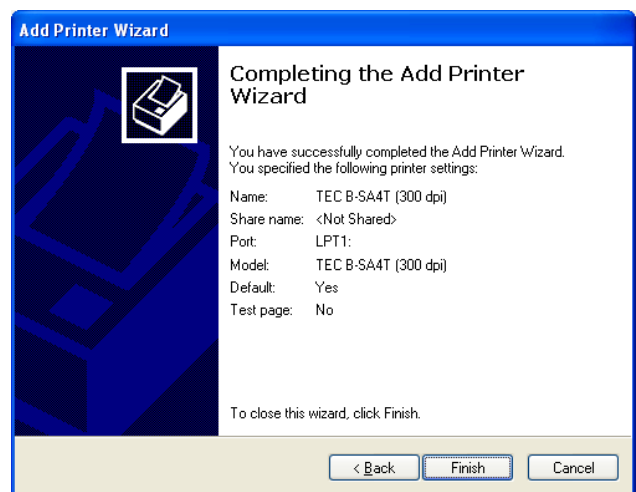 Add Printer Wizard
Completing the Add Printer
Wizard
You have successfully completed the Add Printer Wizard.
You specified the following printer settings:
Name: TEC B-SA4T (300 dpi)
Share name: <Not Shared>
Port: LPT1:
Model: TEC B-SA4T (300 dpi)
Default: Yes
Test page: No
To close this wizard, click Finish.
< Back Finish Cancel